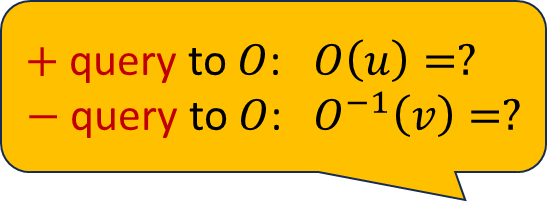 + query to O: O(u) =?
− query to O: O⁻¹(v) =?